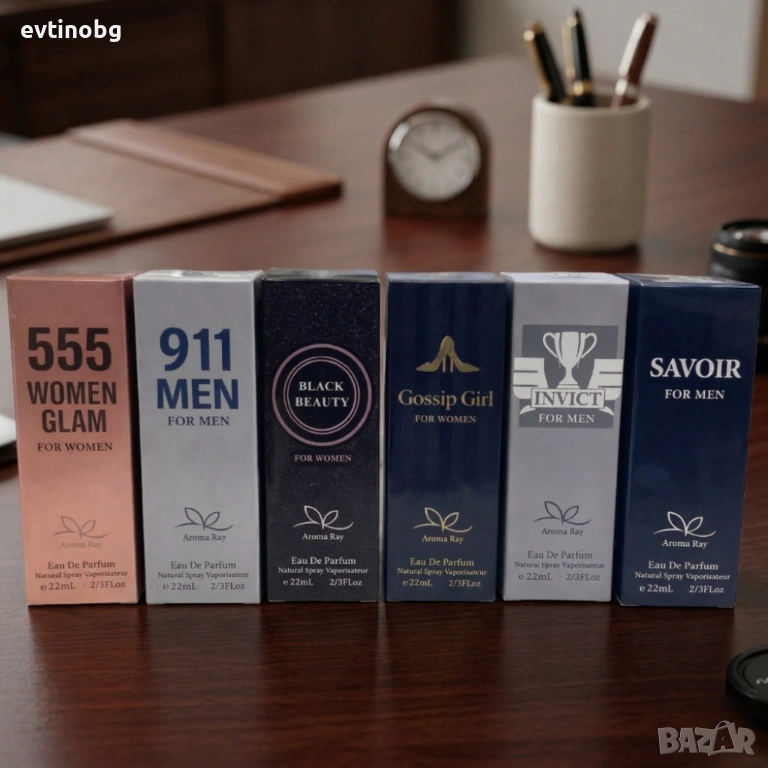 evtinobg
555
WOMEN
GLAM
FOR WOMEN
Aroma Ray
Eau De Parfum
Natural Spray Vaporisateur
e 22mL · 2/3FLoz
911
MEN
FOR MEN
Aroma Ray
Eau De Parfum
Natural Spray Vaporisateur
e 22mL · 2/3FLoz
BLACK
BEAUTY
FOR WOMEN
Aroma Ray
Eau De Parfum
Natural Spray Vaporisateur
e 22mL · 2/3FLoz
Gossip Girl
FOR WOMEN
Aroma Ray
Eau De Parfum
Natural Spray Vaporisateur
e 22mL · 2/3FLoz
INVICT
FOR MEN
Aroma Ray
Eau De Parfum
Natural Spray Vaporisateur
e 22mL · 2/3FLoz
SAVOIR
FOR MEN
Aroma Ray
Eau De Parfum
Natural Spray Vaporisateur
e 22mL 2/3FLoz
BAZAR